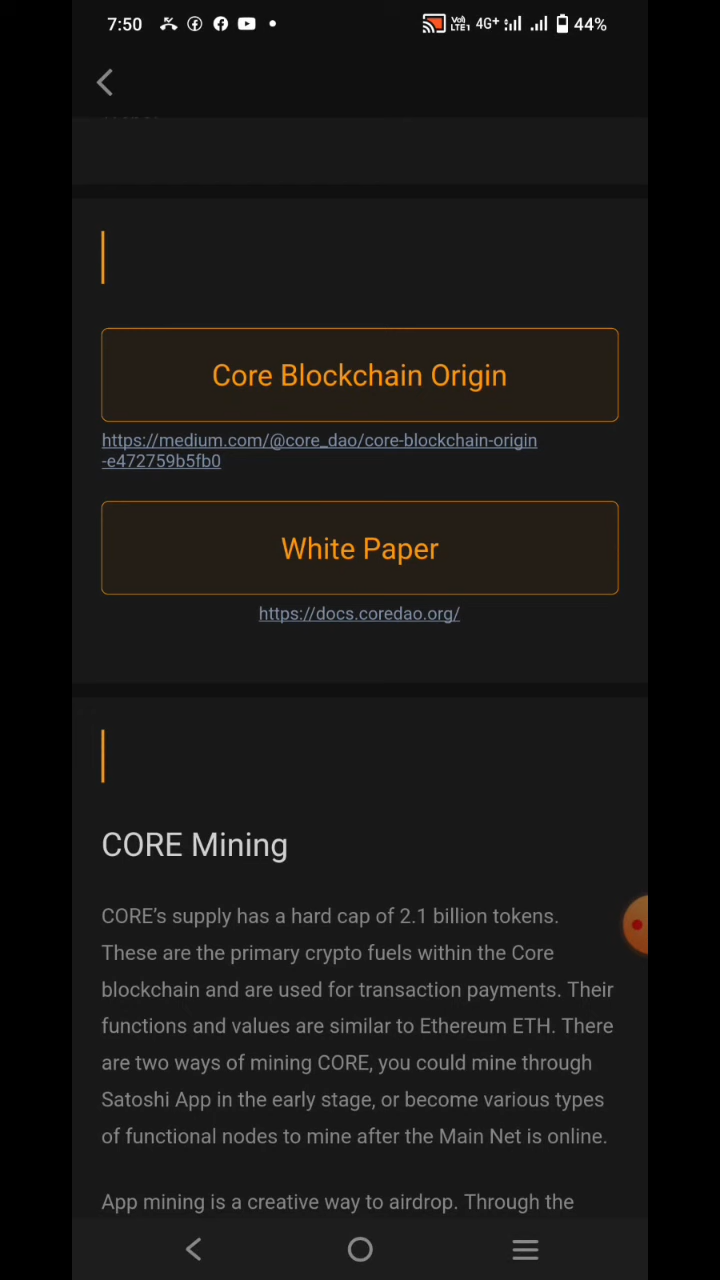 7:50
Vo) LTE1 4G+ 44%
Core Blockchain Origin
https://medium.com/@core_dao/core-blockchain-origin
-e472759b5fb0
White Paper
https://docs.coredao.org/
CORE Mining
CORE's supply has a hard cap of 2.1 billion tokens.
These are the primary crypto fuels within the Core
blockchain and are used for transaction payments. Their
functions and values are similar to Ethereum ETH. There
are two ways of mining CORE, you could mine through
Satoshi App in the early stage, or become various types
of functional nodes to mine after the Main Net is online.
App mining is a creative way to airdrop. Through the